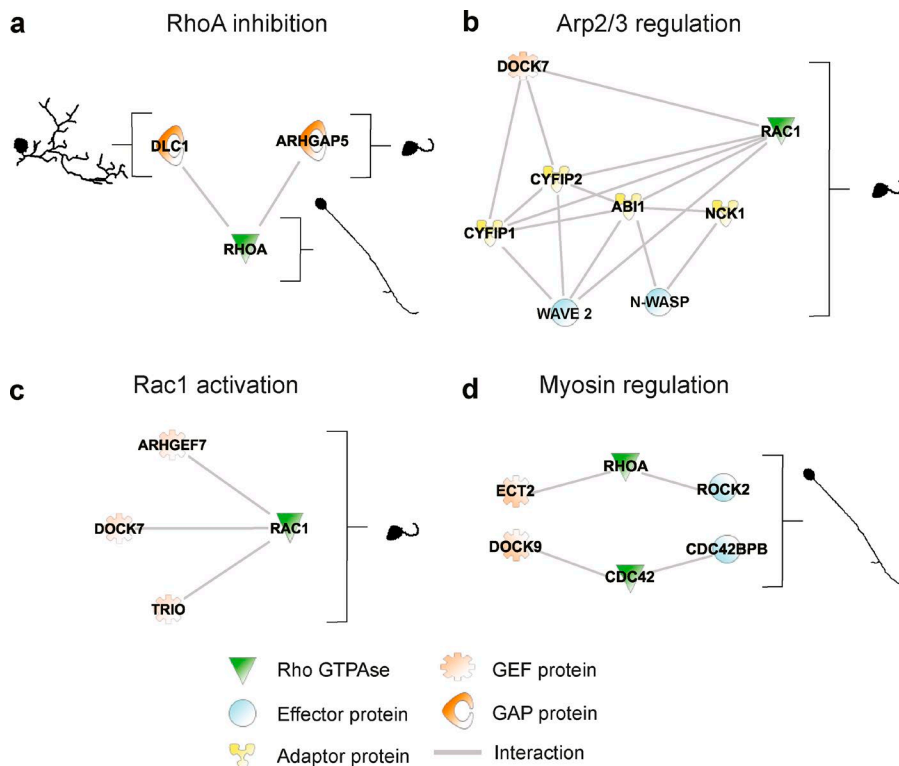 a
RhoA inhibition
DLC1
ARHGAP5
RHOA
b
Arp2/3 regulation
DOCK7
RAC1
CYFIP2
ABI1
NCK1
CYFIP1
WAVE 2
N-WASP
c
Rac1 activation
ARHGEF7
DOCK7
RAC1
TRIO
d
Myosin regulation
RHOA
ECT2
ROCK2
DOCK9
CDC42BPB
CDC42
Rho GTPAse
GEF protein
Effector protein
GAP protein
Adaptor protein
Interaction